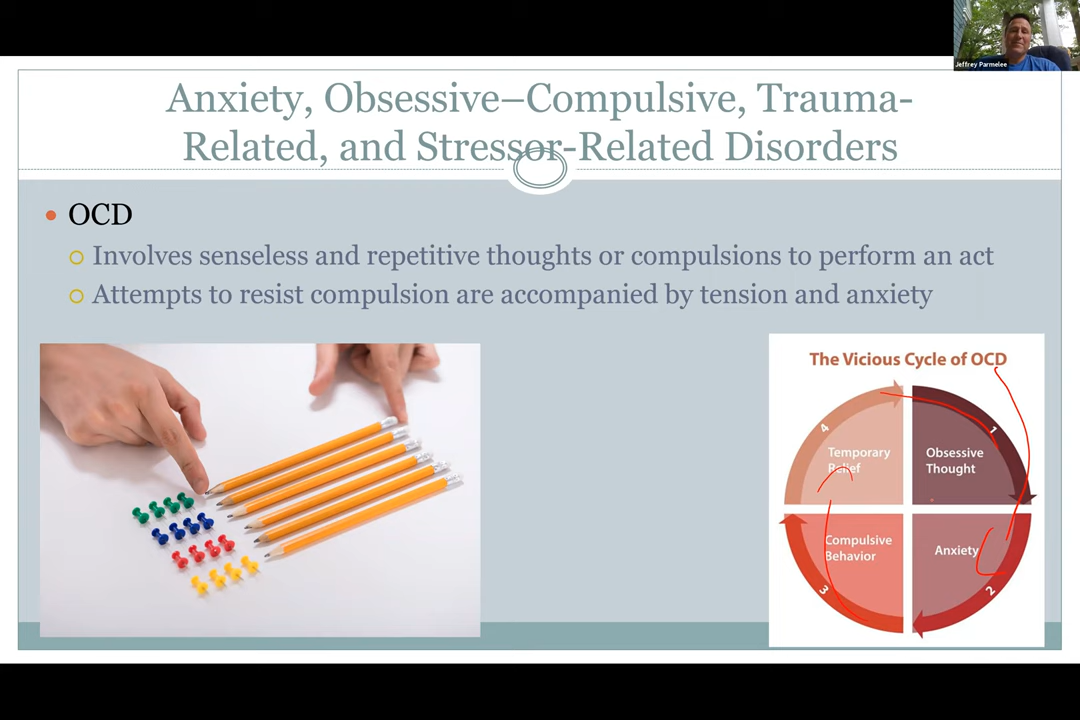 Jeffrey Parmelee
Anxiety, Obsessive–Compulsive, Trauma-
Related, and Stressor-Related Disorders
OCD
Involves senseless and repetitive thoughts or compulsions to perform an act
Attempts to resist compulsion are accompanied by tension and anxiety
The Vicious Cycle of OCD
1
Obsessive
Thought
2
Anxiety
3
Compulsive
Behavior
4
Temporary
Relief